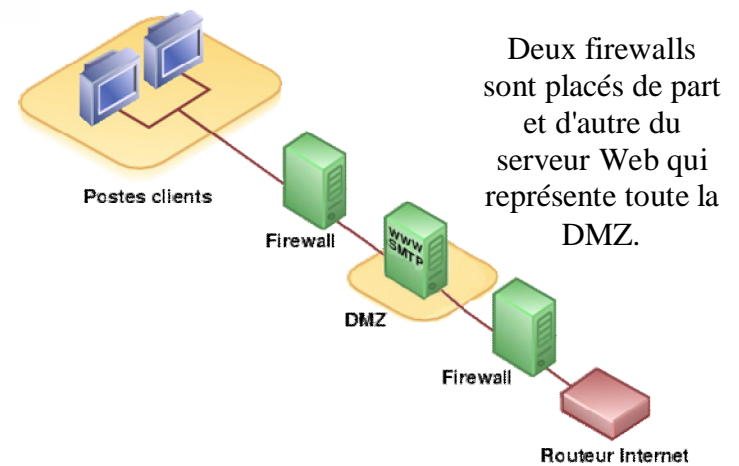 Deux firewalls
sont placés de part
et d'autre du
serveur Web qui
représente toute la
DMZ.
Postes clients
Firewall
WWW
SMTP
DMZ
Firewall
Routeur Internet